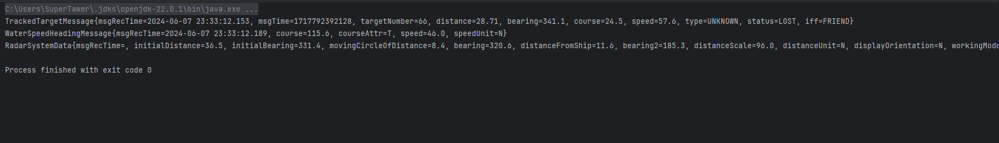 C:\Users\SuperTawer\.jdks\openjdk-22.0.1\bin\java.exe ...
TrackedTargetMessage{msgRecTime=2024-06-07 23:33:12.153, msgTime=1717792392128, targetNumber=66, distance=28.71, bearing=341.1, course=24.5, speed=57.6, type=UNKNOWN, status=LOST, iff=FRIEND}
WaterSpeedHeadingMessage{msgRecTime=2024-06-07 23:33:12.189, course=115.6, courseAttr=T, speed=46.0, speedUnit=N}
RadarSystemData{msgRecTime=, initialDistance=36.5, initialBearing=331.4, movingCircleOfDistance=8.4, bearing=320.6, distanceFromShip=11.6, bearing2=185.3, distanceScale=96.0, distanceUnit=N, displayOrientation=N, workingMode
Process finished with exit code 0